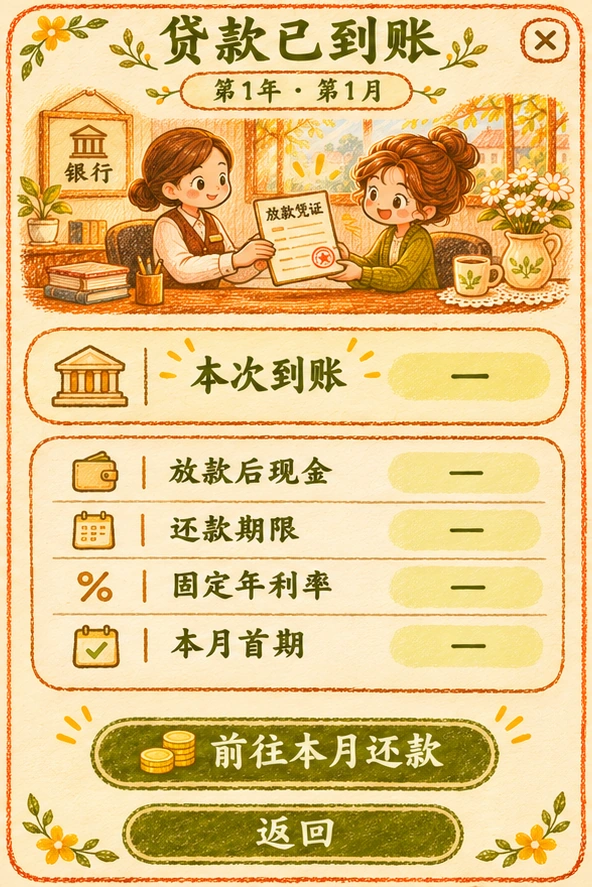 贷款已到账
第1年·第1月
银行
放款凭证
本次到账 —
放款后现金 —
还款期限 —
固定年利率 —
本月首期 —
前往本月还款
返回